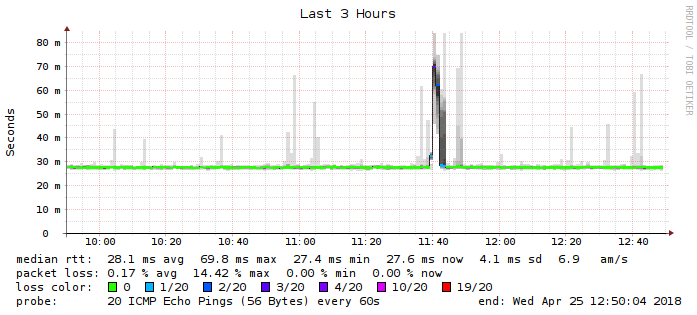 Last 3 Hours
RRDTOOL / TOBI OETIKER
Seconds
80 m
70 m
60 m
50 m
40 m
30 m
20 m
10 m
0
10:00 10:20 10:40 11:00 11:20 11:40 12:00 12:20 12:40
median rtt: 28.1 ms avg 69.8 ms max 27.4 ms min 27.6 ms now 4.1 ms sd 6.9 am/s
packet loss: 0.17 % avg 14.42 % max 0.00 % min 0.00 % now
loss color: 0 1/20 2/20 3/20 4/20 10/20 19/20
probe: 20 ICMP Echo Pings (56 Bytes) every 60s end: Wed Apr 25 12:50:04 2018